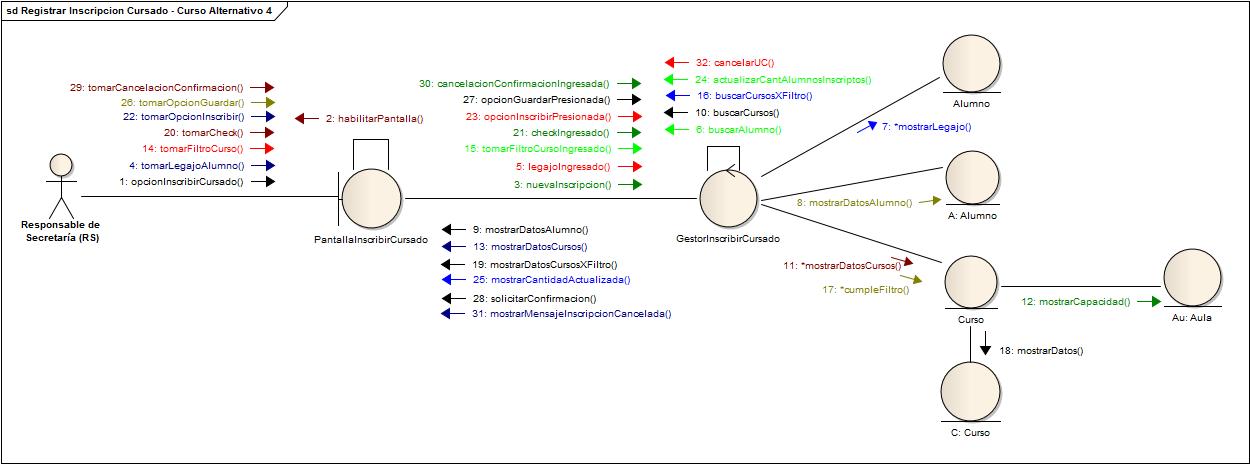 sd Registrar Inscripcion Cursado - Curso Alternativo 4
29: tomarCancelacionConfirmacion()
26: tomarOpcionGuardar()
22: tomarOpcionInscribir()
20: tomarCheck()
14: tomarFiltroCurso()
4: tomarLegajoAlumno()
1: opcionInscribirCursado()
2: habilitarPantalla()
30: cancelacionConfirmacionIngresada()
27: opcionGuardarPresionada()
23: opcionInscribirPresionada()
21: checkIngresado()
15: tomarFiltroCursoIngresado()
5: legajoIngresado()
3: nuevaInscripcion()
32: cancelarUC()
24: actualizarCantAlumnosInscriptos()
16: buscarCursosXFiltro()
10: buscarCursos()
6: buscarAlumno()
Alumno
7: *mostrarLegajo()
8: mostrarDatosAlumno()
A: Alumno
Responsable de
Secretaría (RS)
PantallaInscribirCursado
GestorInscribirCursado
9: mostrarDatosAlumno()
13: mostrarDatosCursos()
19: mostrarDatosCursosXFiltro()
25: mostrarCantidadActualizada()
28: solicitarConfirmacion()
31: mostrarMensajeInscripcionCancelada()
11: *mostrarDatosCursos()
17: *cumpleFiltro()
Curso
12: mostrarCapacidad()
Au: Aula
18: mostrarDatos()
C: Curso